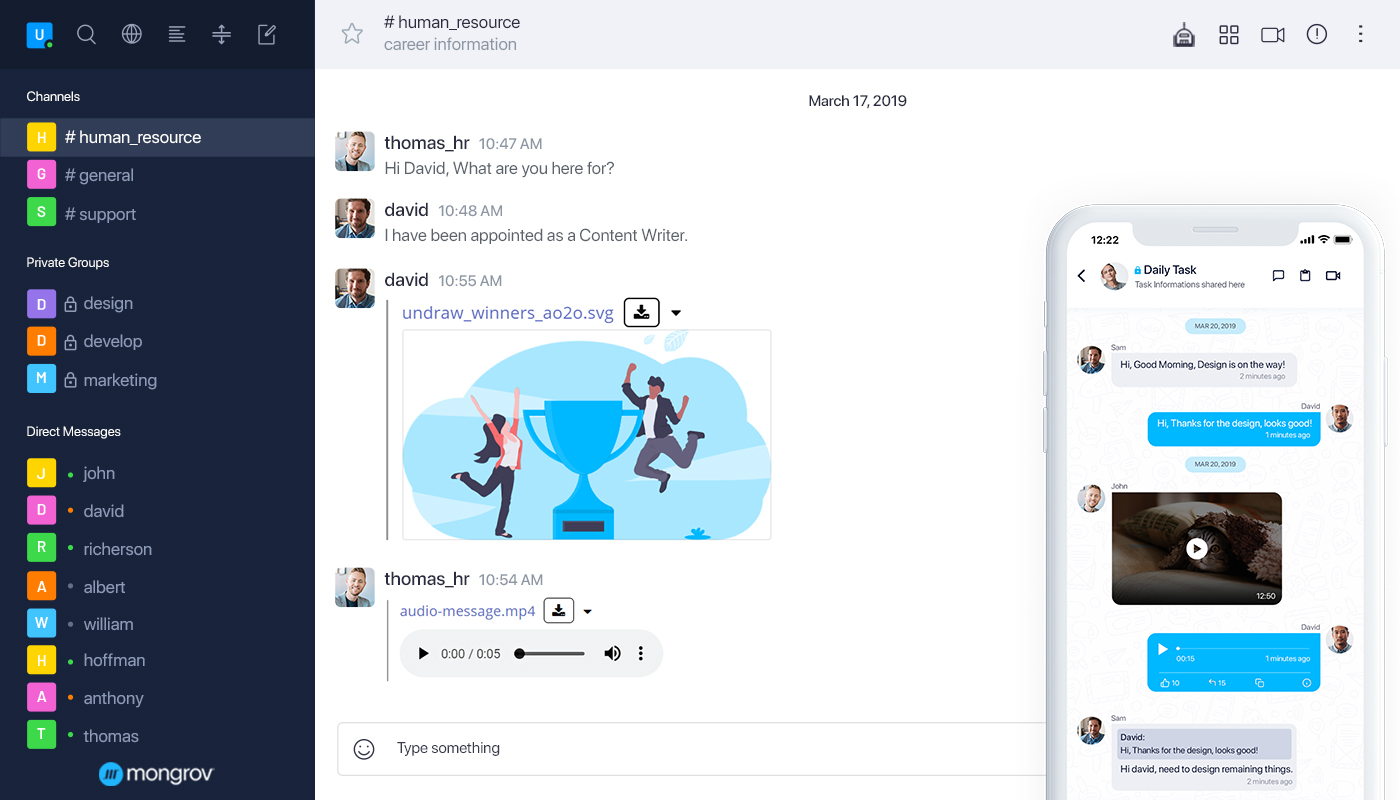 U
Channels
H # human_resource
G # general
S # support
Private Groups
D design
D develop
M marketing
Direct Messages
J john
D david
R richerson
A albert
W william
H hoffman
A anthony
T thomas
mongrov
# human_resource
career information
March 17, 2019
thomas_hr 10:47 AM
Hi David, What are you here for?
david 10:48 AM
I have been appointed as a Content Writer.
david 10:55 AM
undraw_winners_ao2o.svg
thomas_hr 10:54 AM
audio-message.mp4
0:00 / 0:05
Type something
12:22
Daily Task
Task Informations shared here
MAR 20, 2019
Sam
Hi, Good Morning, Design is on the way!
2 minutes ago
David
Hi, Thanks for the design, looks good!
1 minutes ago
MAR 20, 2019
John
12:50
David
00:15 1 minutes ago
10 15
Sam
David:
Hi, Thanks for the design, looks good!
Hi david, need to design remaining things.
2 minutes ago